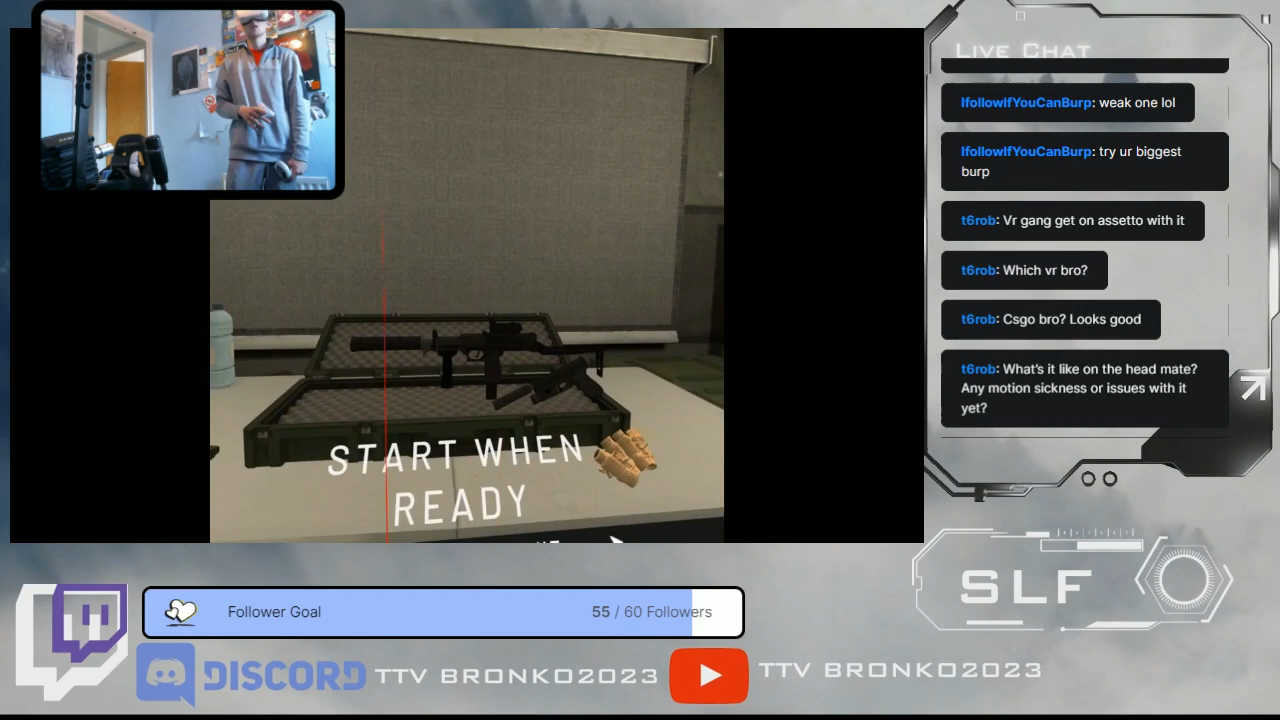 LIVE CHAT
IfollowIfYouCanBurp: weak one lol
IfollowIfYouCanBurp: try ur biggest
burp
t6rob: Vr gang get on assetto with it
t6rob: Which vr bro?
t6rob: Csgo bro? Looks good
t6rob: What's it like on the head mate?
Any motion sickness or issues with it
yet?
START WHEN
READY
SLF
Follower Goal
55 / 60 Followers
DISCORD
TTV BRONKO2023
TTV BRONKO2023